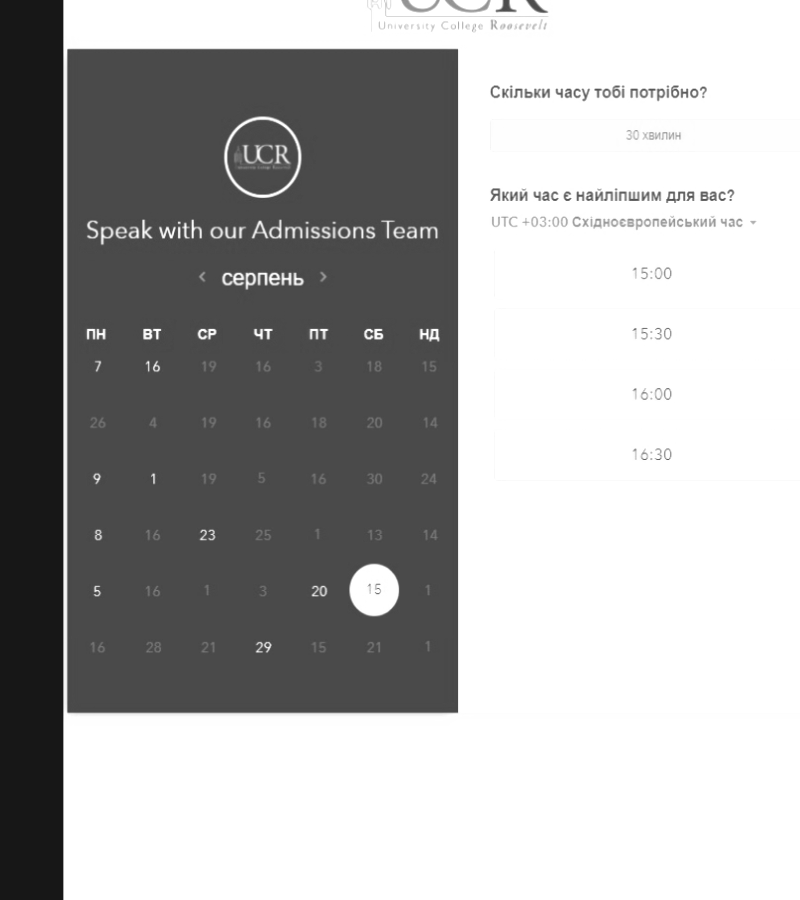 UCR
University College Roosevelt
Скільки часу тобі потрібно?
30 хвилин
UCR
Який час є найліпшим для вас?
UTC +03:00 Східноєвропейський час
Speak with our Admissions Team
серпень
15:00
15:30
16:00
16:30
ПН ВТ СР ЧТ ПТ СБ НД
7 16 19 16 3 18 15
26 4 19 16 18 20 14
9 1 19 5 16 30 24
8 16 23 25 1 13 14
5 16 1 3 20 15 1
16 28 21 29 15 21 1